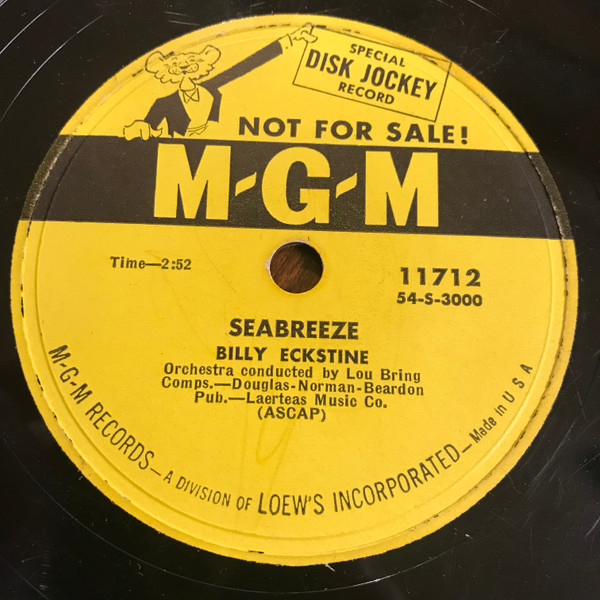 SPECIAL
DISK JOCKEY
RECORD
NOT FOR SALE!
M-G-M
Time—2:52
11712
54-S-3000
SEABREEZE
BILLY ECKSTINE
Orchestra conducted by Lou Bring
Comps.—Douglas-Norman-Beardon
Pub.—Laerteas Music Co.
(ASCAP)
M-G-M RECORDS—A DIVISION OF LOEW'S INCORPORATED—Made in U S A